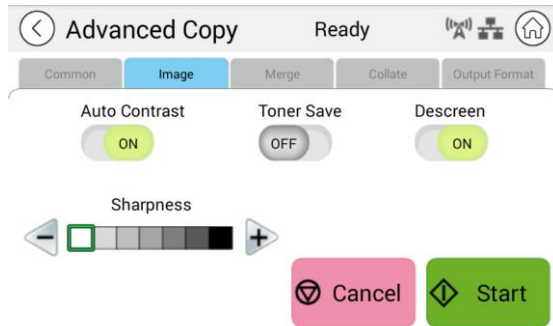 Advanced Copy Ready
Common Image Merge Collate Output Format
Auto Contrast Toner Save Descreen
ON OFF ON
Sharpness
Cancel Start